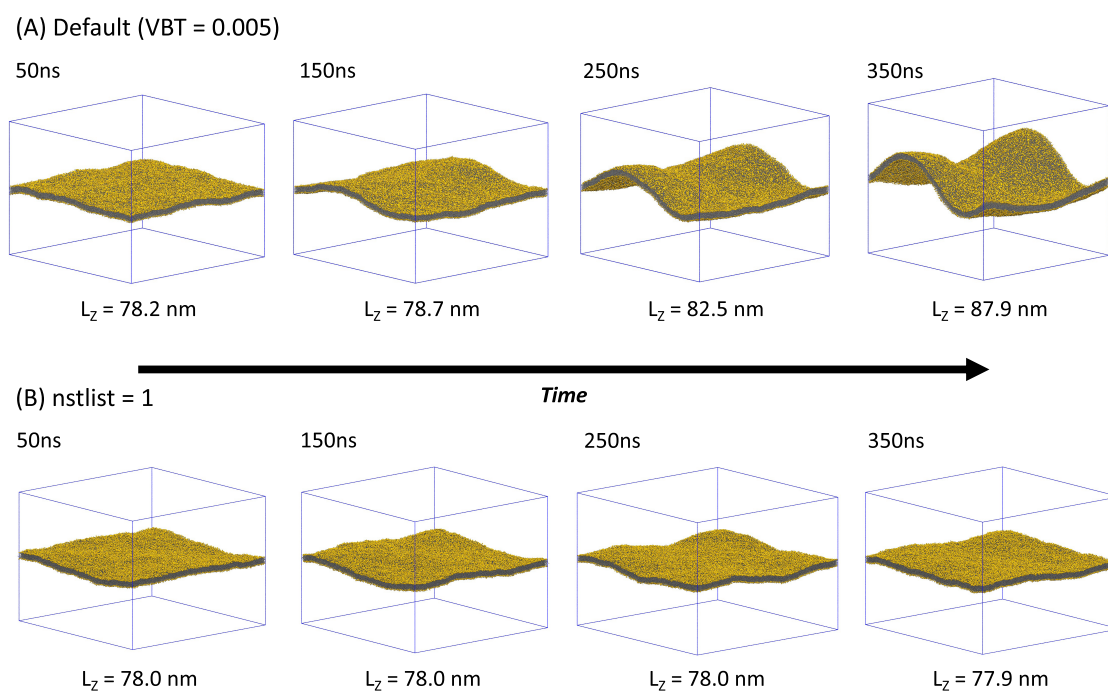 (A) Default (VBT = 0.005)
50ns 150ns 250ns 350ns
L_Z = 78.2 nm L_Z = 78.7 nm L_Z = 82.5 nm L_Z = 87.9 nm
Time
(B) nstlist = 1
50ns 150ns 250ns 350ns
L_Z = 78.0 nm L_Z = 78.0 nm L_Z = 78.0 nm L_Z = 77.9 nm